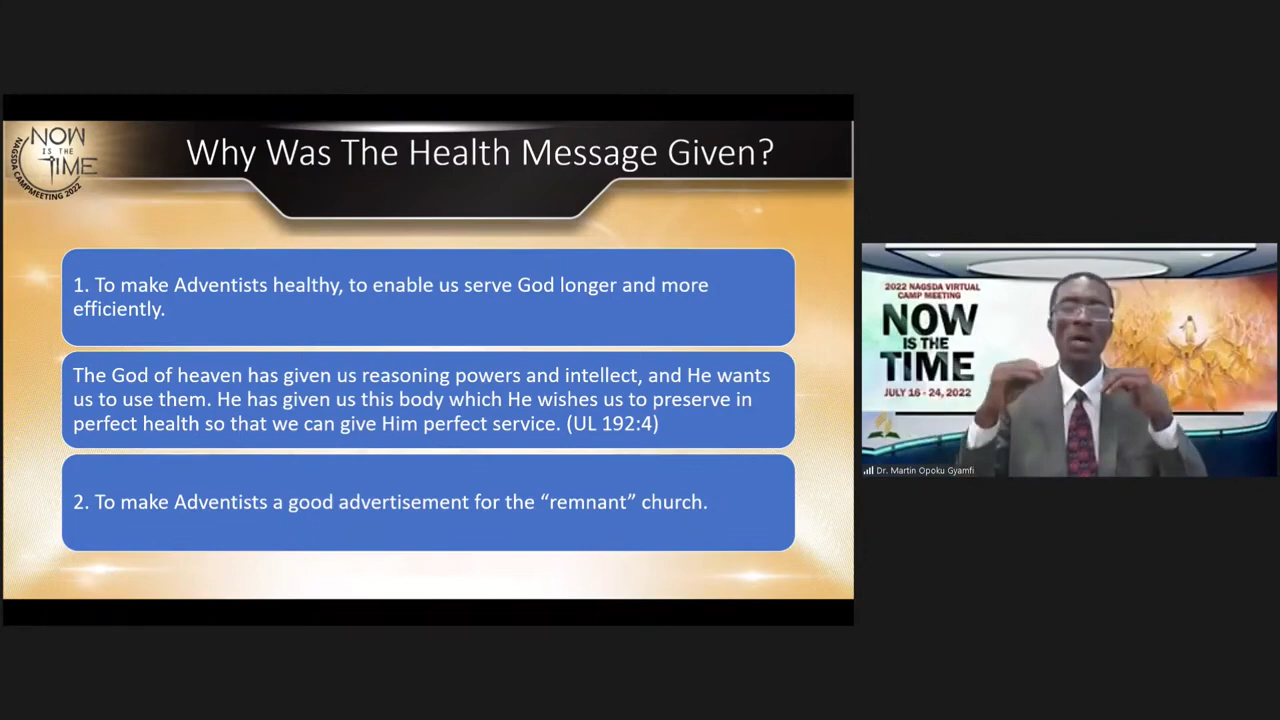 NOW
IS THE
TIME
NAGSDA CAMPMEETING 2022
Why Was The Health Message Given?
1. To make Adventists healthy, to enable us serve God longer and more
efficiently.
The God of heaven has given us reasoning powers and intellect, and He wants
us to use them. He has given us this body which He wishes us to preserve in
perfect health so that we can give Him perfect service. (UL 192:4)
2. To make Adventists a good advertisement for the “remnant” church.
2022 NAGSDA VIRTUAL
CAMP MEETING
NOW
IS THE
TIME
JULY 16 - 24, 2022
Dr. Martin Opoku Gyamfi